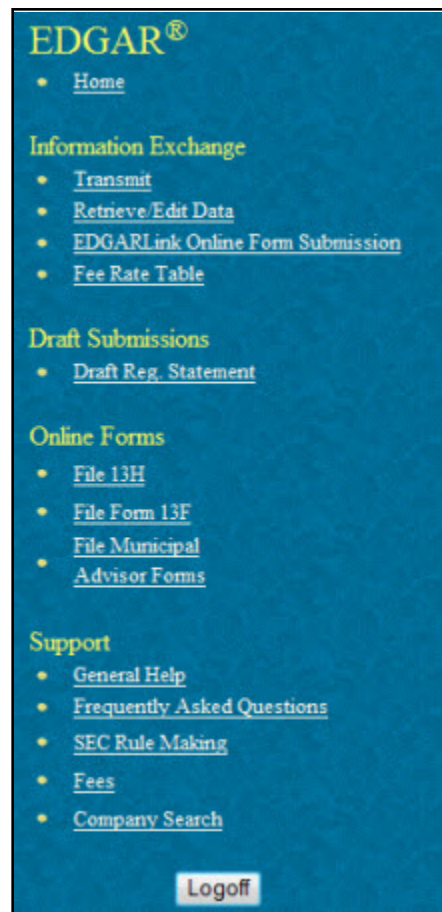 EDGAR®
Home
Information Exchange
Transmit
Retrieve/Edit Data
EDGARLink Online Form Submission
Fee Rate Table
Draft Submissions
Draft Reg. Statement
Online Forms
File 13H
File Form 13F
File Municipal
Advisor Forms
Support
General Help
Frequently Asked Questions
SEC Rule Making
Fees
Company Search
Logoff